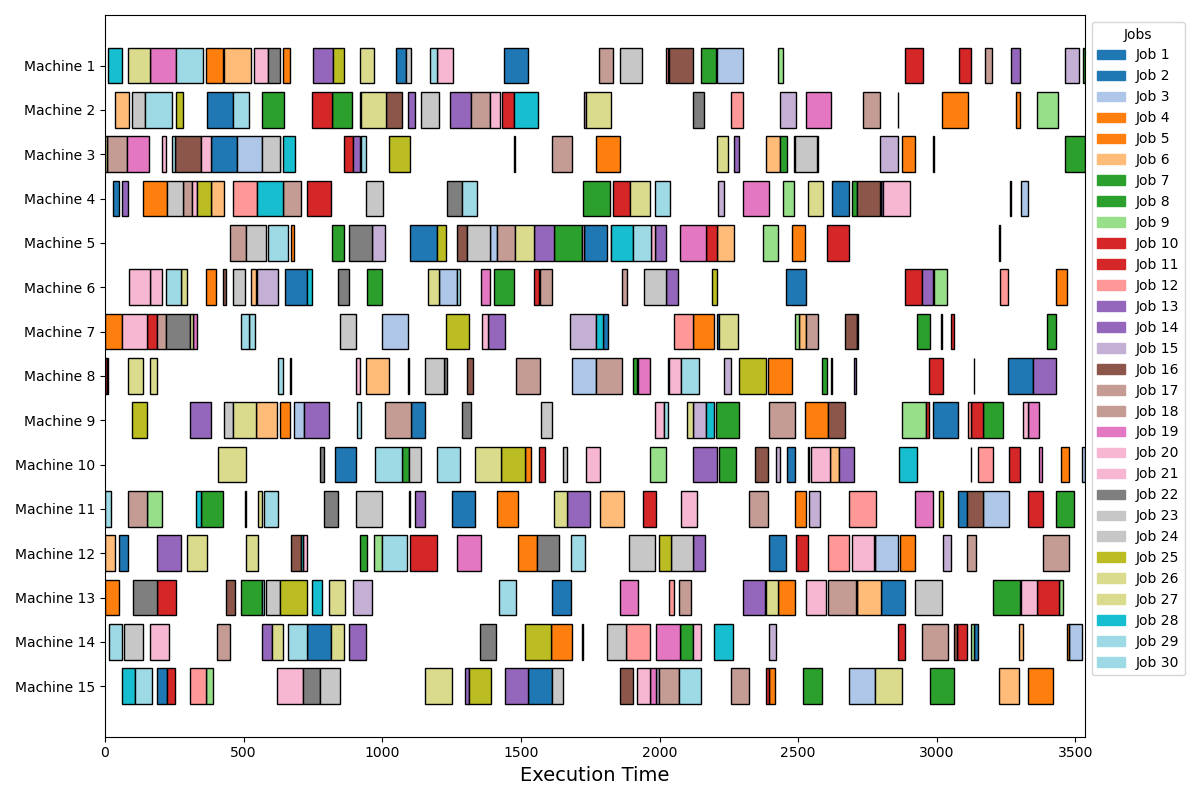 Machine 1
Machine 2
Machine 3
Machine 4
Machine 5
Machine 6
Machine 7
Machine 8
Machine 9
Machine 10
Machine 11
Machine 12
Machine 13
Machine 14
Machine 15
0 500 1000 1500 2000 2500 3000 3500
Execution Time
Jobs
Job 1
Job 2
Job 3
Job 4
Job 5
Job 6
Job 7
Job 8
Job 9
Job 10
Job 11
Job 12
Job 13
Job 14
Job 15
Job 16
Job 17
Job 18
Job 19
Job 20
Job 21
Job 22
Job 23
Job 24
Job 25
Job 26
Job 27
Job 28
Job 29
Job 30